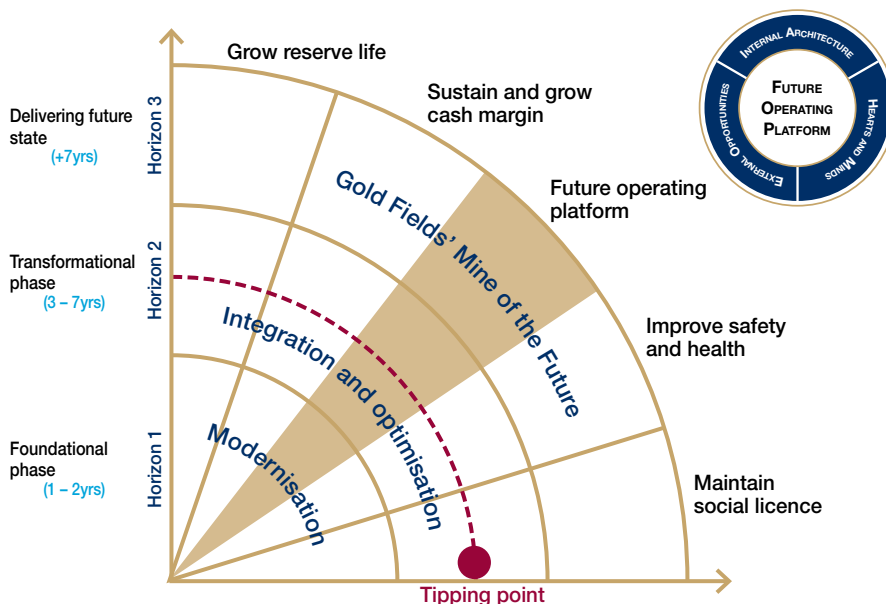 Grow reserve life
Sustain and grow
cash margin
Future operating
platform
Improve safety
and health
Maintain
social licence
Delivering future
state
(+7yrs)
Horizon 3
Transformational
phase
(3 – 7yrs)
Horizon 2
Foundational
phase
(1 – 2yrs)
Horizon 1
Gold Fields’ Mine of the Future
Integration and optimisation
Modernisation
Tipping point
INTERNAL ARCHITECTURE
HEARTS AND MINDS
EXTERNAL OPPORTUNITIES
FUTURE
OPERATING
PLATFORM